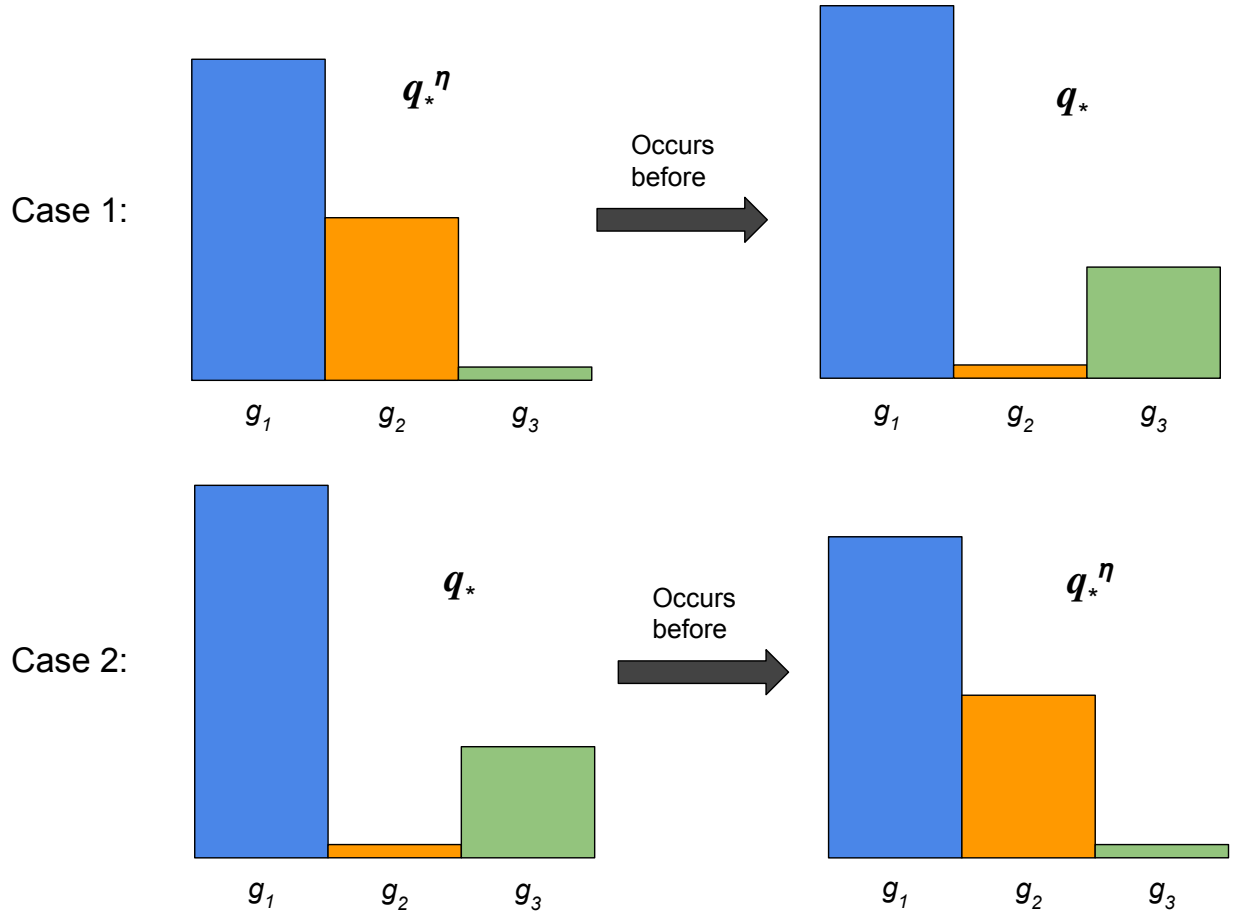 q*^η
q*
Occurs
before
Case 1:
g1 g2 g3 g1 g2 g3
q*
q*^η
Occurs
before
Case 2:
g1 g2 g3 g1 g2 g3